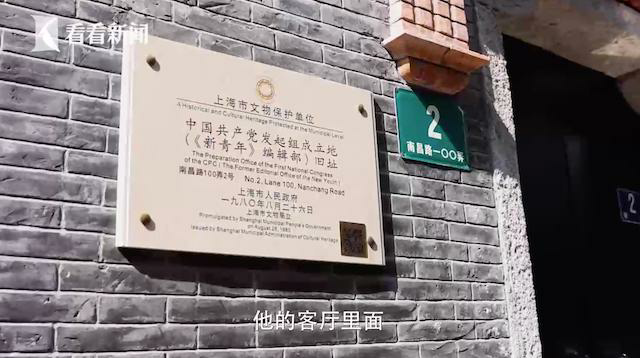 看看新闻
上海市文物保护单位
A Historical and Cultural Heritage Protected at the Municipal Level
中国共产党发起组成立地
(《新青年》编辑部)旧址
The Preparation Office of the First National Congress
of the CPC (The Former Editorial Office of the New Youth)
南昌路100弄2号 No.2, Lane 100, Nanchang Road
上海市人民政府
一九八〇年八月二十六日
上海市文物局立
Promulgated by Shanghai Municipal People's Government
on August 26, 1980
Issued by Shanghai Municipal Administration of Cultural Heritage
2
南昌路一〇〇弄
他的客厅里面